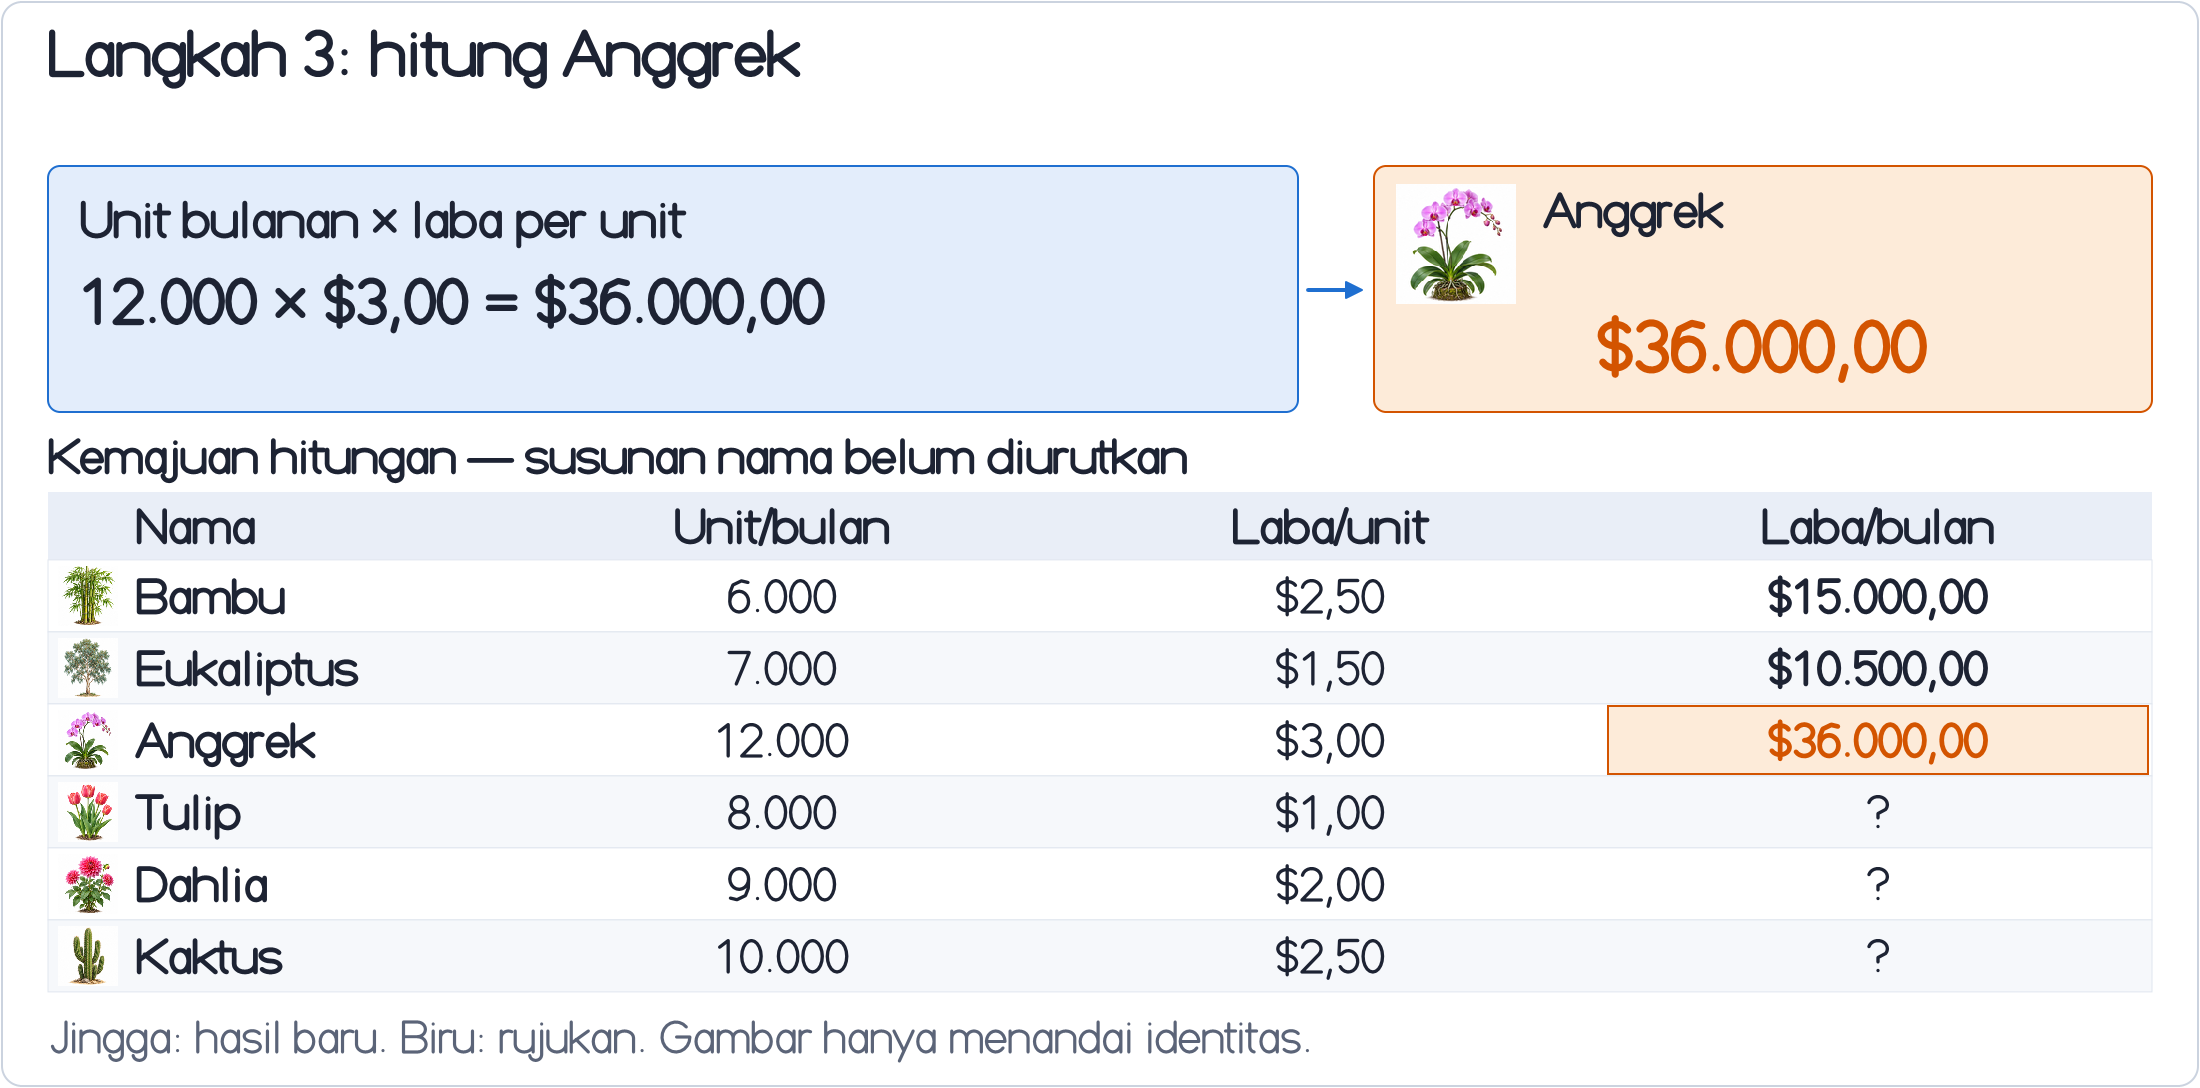 Langkah 3: hitung Anggrek
Unit bulanan × laba per unit
12.000 × $3,00 = $36.000,00
Anggrek
$36.000,00
Kemajuan hitungan — susunan nama belum diurutkan
Nama Unit/bulan Laba/unit Laba/bulan
Bambu 6.000 $2,50 $15.000,00
Eukaliptus 7.000 $1,50 $10.500,00
Anggrek 12.000 $3,00 $36.000,00
Tulip 8.000 $1,00 ?
Dahlia 9.000 $2,00 ?
Kaktus 10.000 $2,50 ?
Jingga: hasil baru. Biru: rujukan. Gambar hanya menandai identitas.